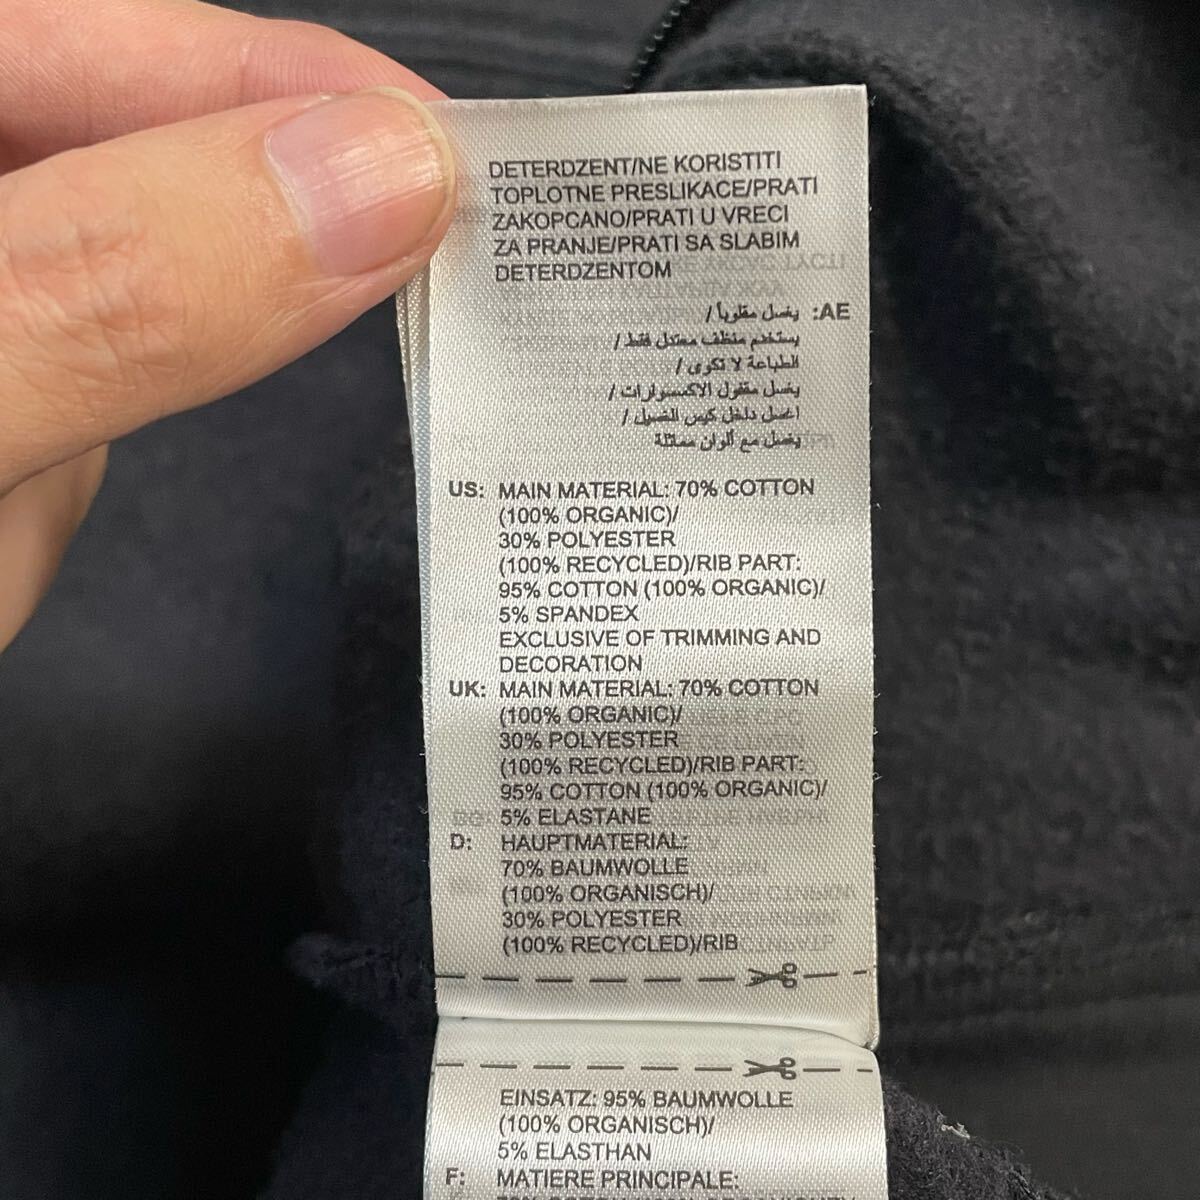 DETERDZENT/NE KORISTITI
TOPLOTNE PRESLIKACE/PRATI
ZAKOPCANO/PRATI U VRECI
ZA PRANJE/PRATI SA SLABIM
DETERDZENTOM
AE: يغسل مقلوباً /
يستخدم منظف معتدل فقط /
الطباعة لا تكوى /
يغسل مقفول الاكسسوارات /
اغسل داخل كيس الغسيل /
يغسل مع ألوان مماثلة
US: MAIN MATERIAL: 70% COTTON
(100% ORGANIC)/
30% POLYESTER
(100% RECYCLED)/RIB PART:
95% COTTON (100% ORGANIC)/
5% SPANDEX
EXCLUSIVE OF TRIMMING AND
DECORATION
UK: MAIN MATERIAL: 70% COTTON
(100% ORGANIC)/
30% POLYESTER
(100% RECYCLED)/RIB PART:
95% COTTON (100% ORGANIC)/
5% ELASTANE
D: HAUPTMATERIAL:
70% BAUMWOLLE
(100% ORGANISCH)/
30% POLYESTER
(100% RECYCLED)/RIB
EINSATZ: 95% BAUMWOLLE
(100% ORGANISCH)/
5% ELASTHAN
F: MATIERE PRINCIPALE: